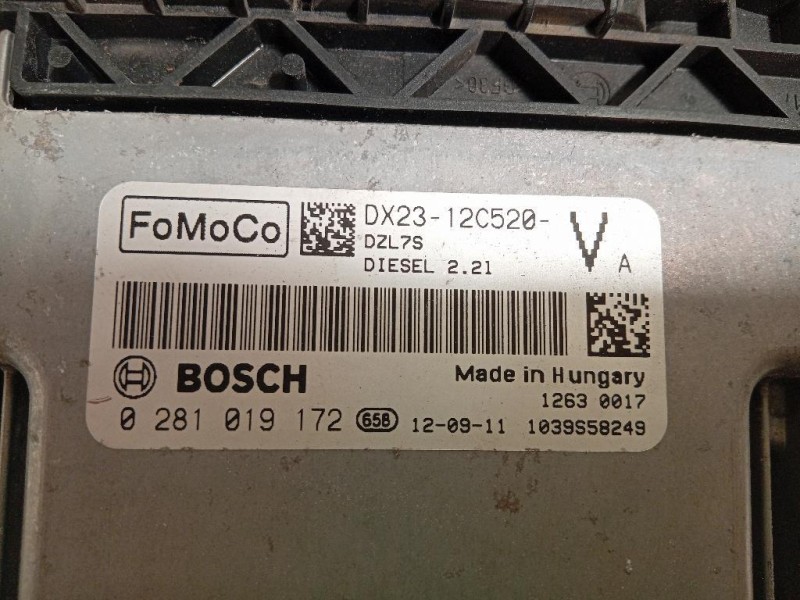 FoMoCo
DX23-12C520- V A
DZL7S
DIESEL 2.2l
BOSCH
Made in Hungary
1263 0017
0 281 019 172 658 12-09-11 1039S58249